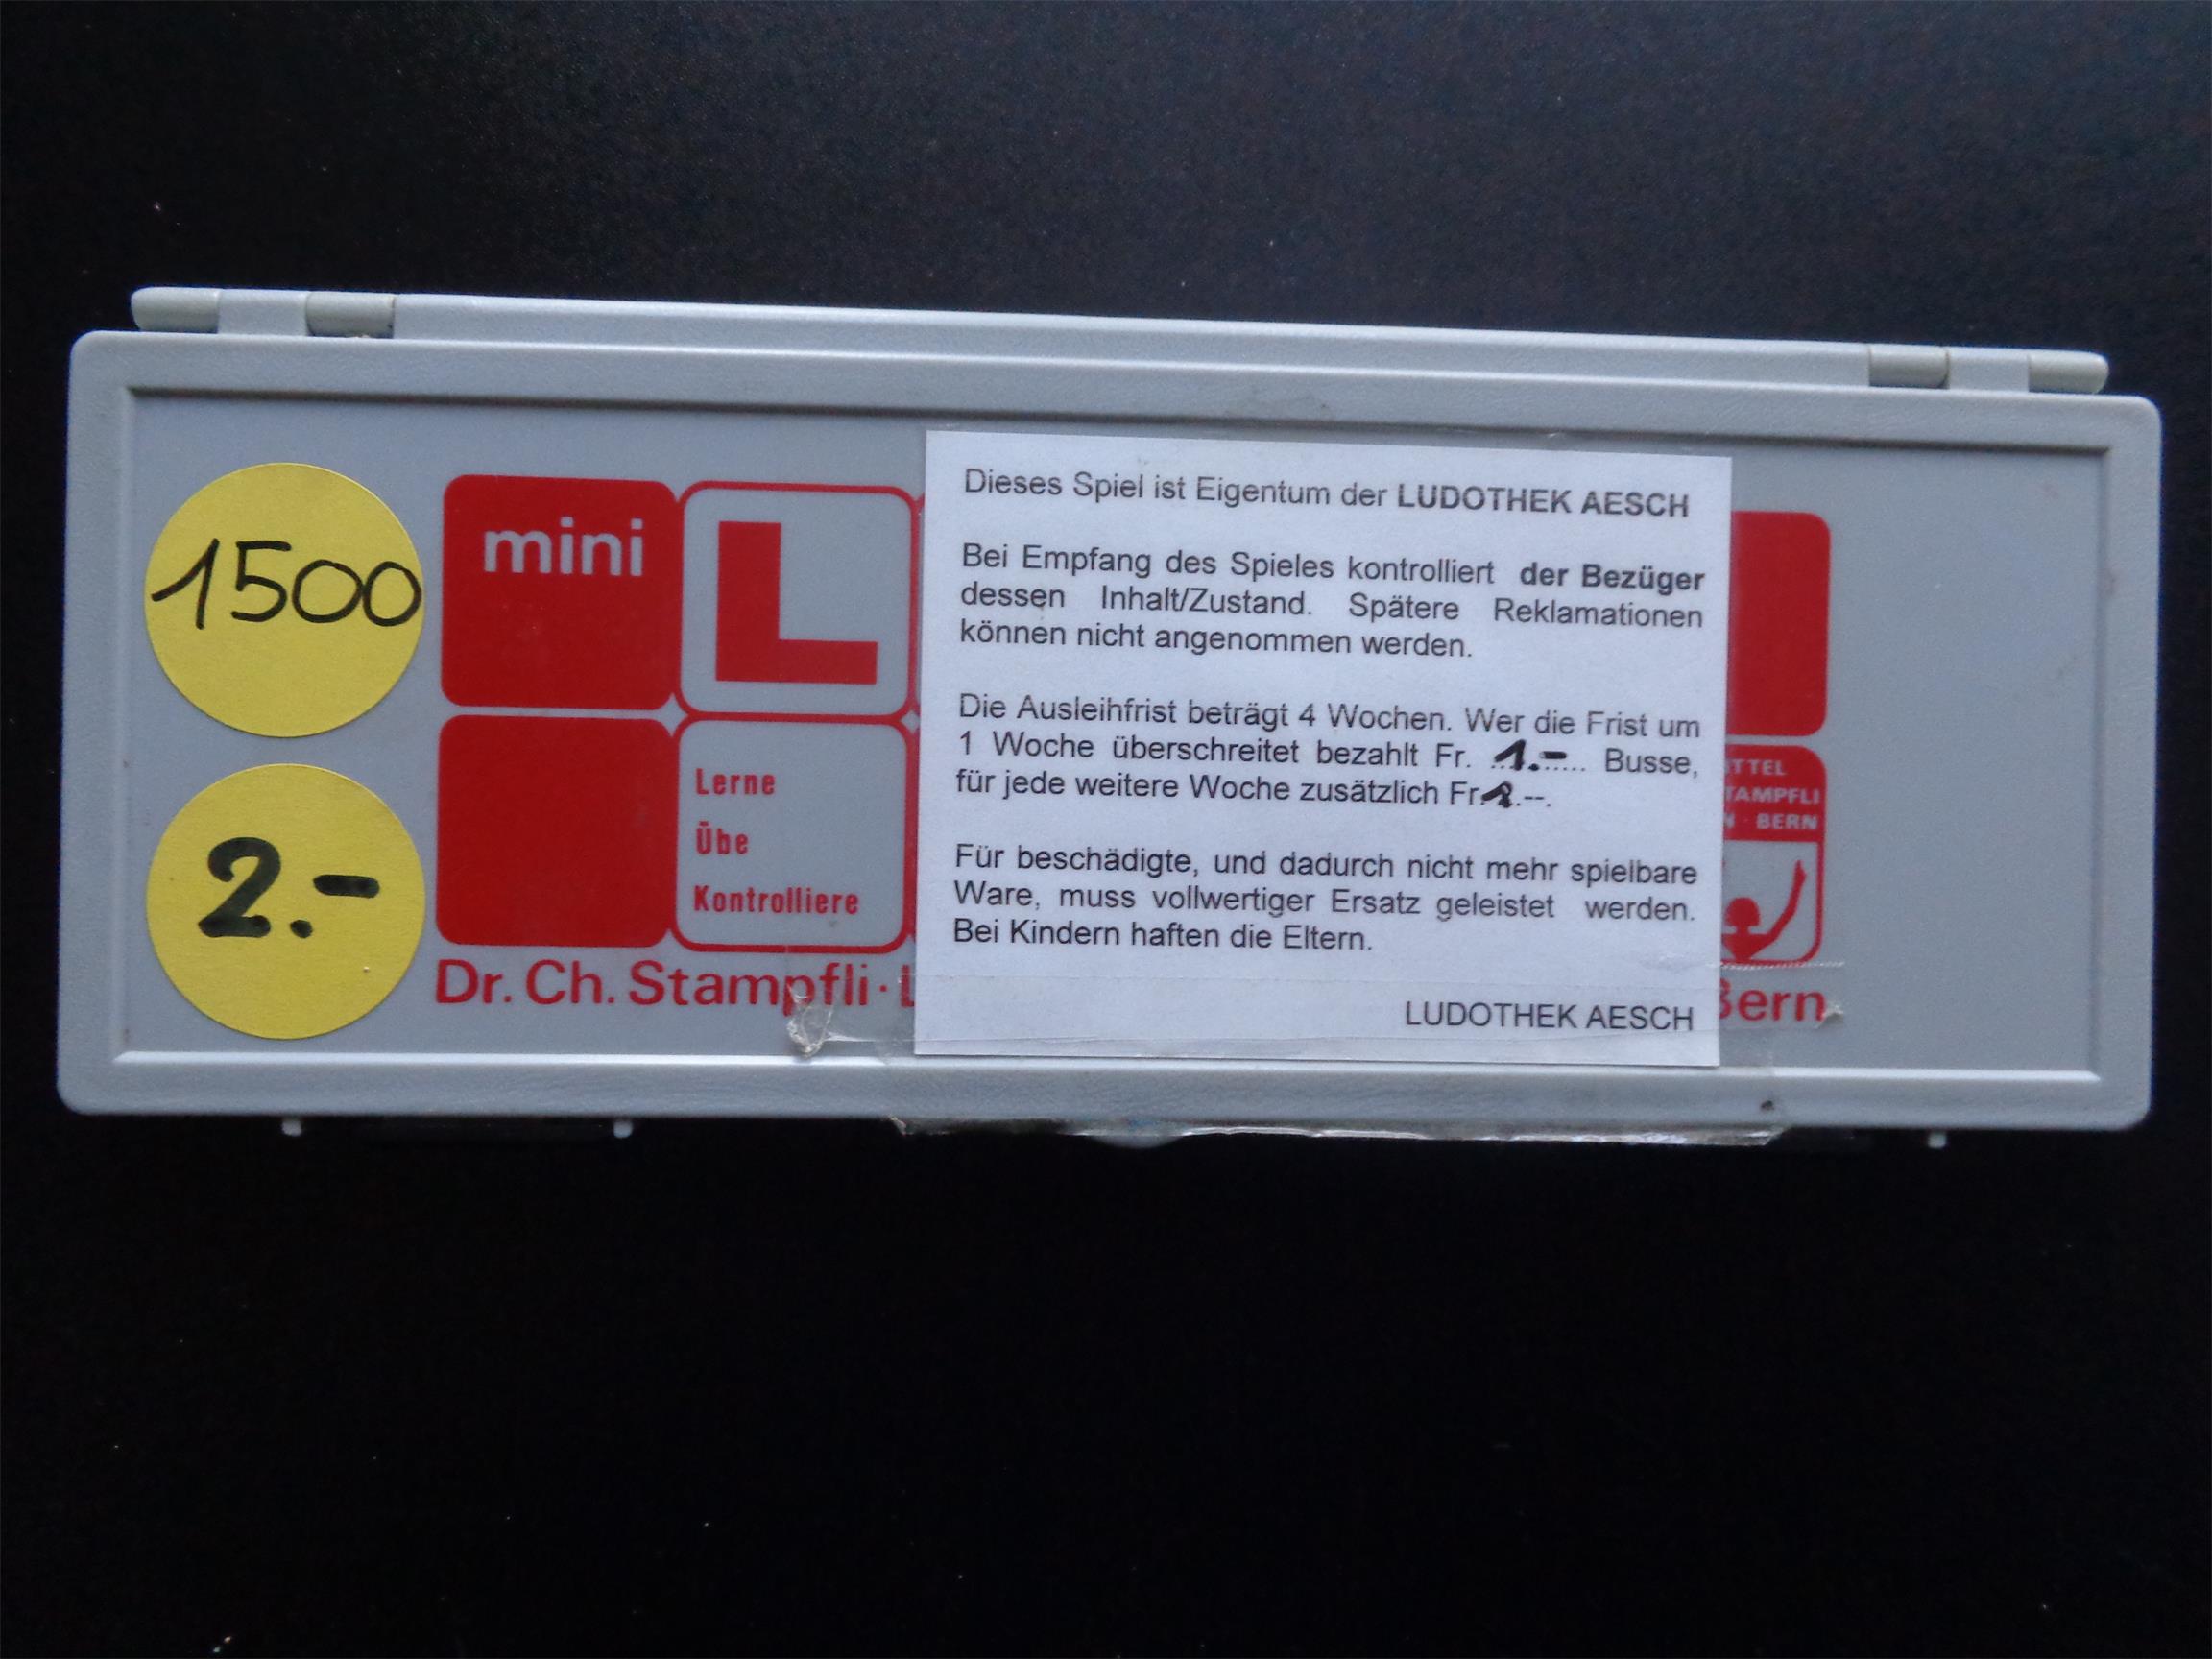 1500
2.-
mini
L
Lerne
Übe
Kontrolliere
Dr. Ch. Stampfli ·
Dieses Spiel ist Eigentum der LUDOTHEK AESCH
Bei Empfang des Spieles kontrolliert der Bezüger
dessen Inhalt/Zustand. Spätere Reklamationen
können nicht angenommen werden.
Die Ausleihfrist beträgt 4 Wochen. Wer die Frist um
1 Woche überschreitet bezahlt Fr. ..1.-..... Busse,
für jede weitere Woche zusätzlich Fr. .--.
Für beschädigte, und dadurch nicht mehr spielbare
Ware, muss vollwertiger Ersatz geleistet werden.
Bei Kindern haften die Eltern.
LUDOTHEK AESCH
TTEL
TAMPFLI
N · BERN
Bern